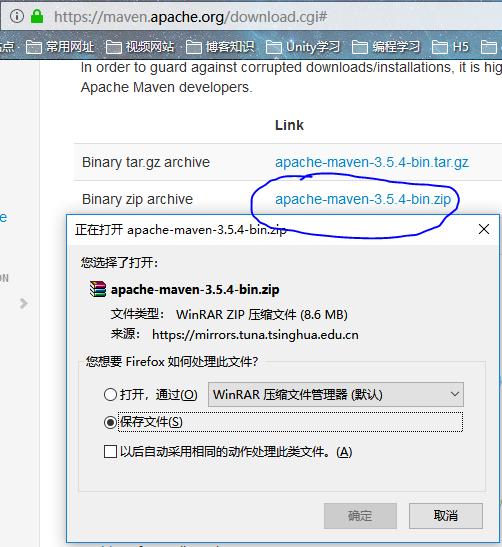 https://maven.apache.org/download.cgi#
站点 常用网址 视频网站 博客知识 Unity学习 编程学习 H5
In order to guard against corrupted downloads/installations, it is hig
Apache Maven developers.
Link
Binary tar.gz archive apache-maven-3.5.4-bin.tar.gz
Binary zip archive apache-maven-3.5.4-bin.zip
e
ON
正在打开 apache-maven-3.5.4-bin.zip
您选择了打开:
apache-maven-3.5.4-bin.zip
文件类型: WinRAR ZIP 压缩文件 (8.6 MB)
来源: https://mirrors.tuna.tsinghua.edu.cn
您想要 Firefox 如何处理此文件?
打开,通过(O) WinRAR 压缩文件管理器 (默认)
保存文件(S)
以后自动采用相同的动作处理此类文件。(A)
确定 取消